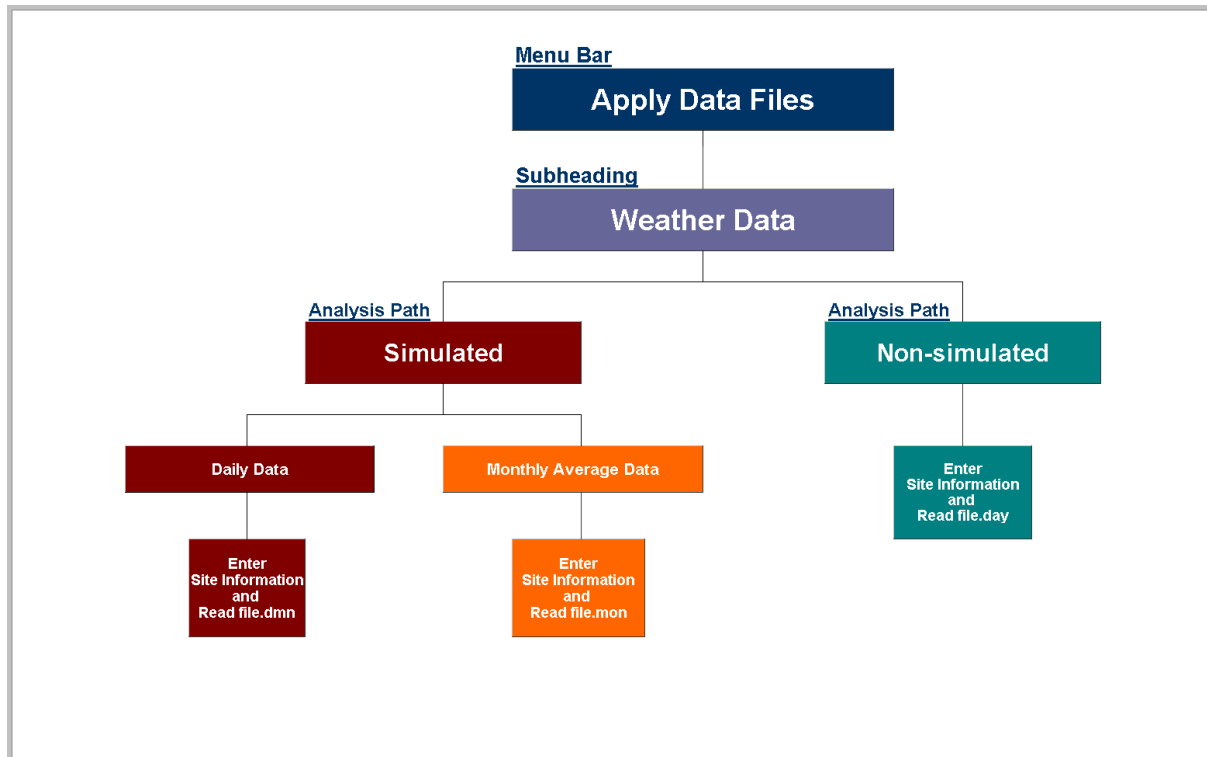 Menu Bar
Apply Data Files
Subheading
Weather Data
Analysis Path
Simulated
Analysis Path
Non-simulated
Daily Data
Monthly Average Data
Enter
Site Information
and
Read file.day
Enter
Site Information
and
Read file.dmn
Enter
Site Information
and
Read file.mon